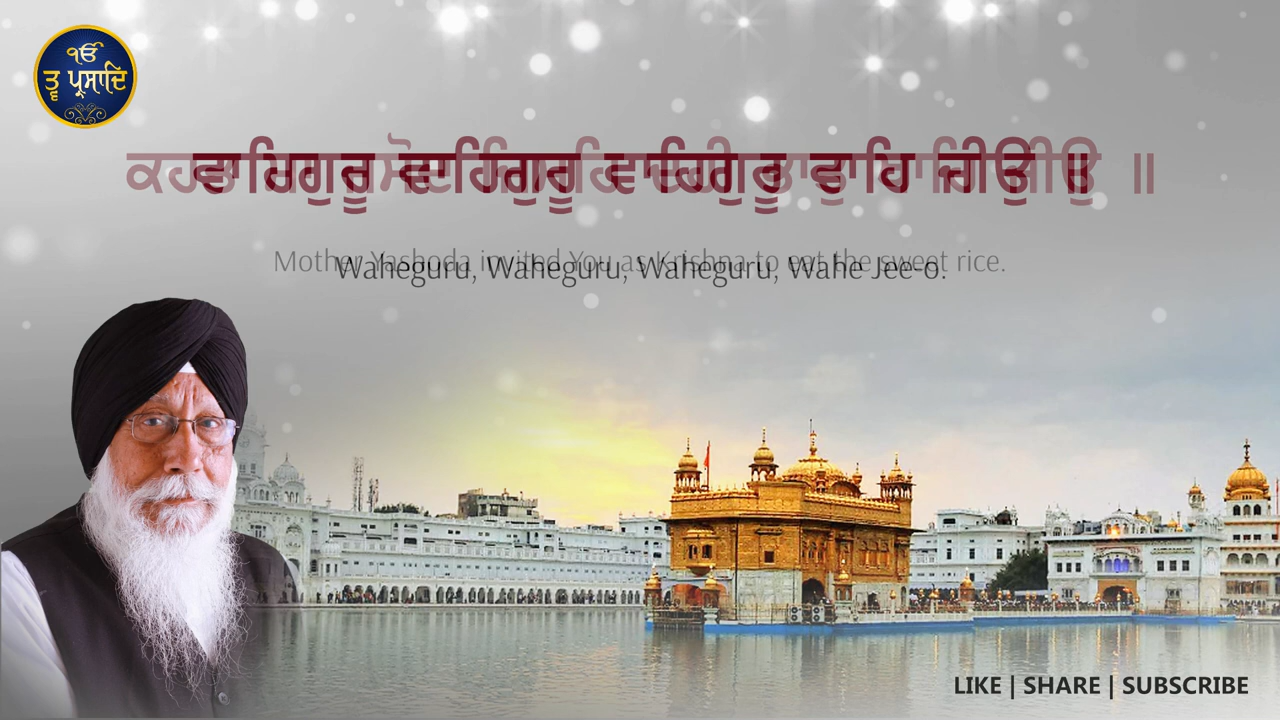 ੴ
ਤ੍ਵ ਪ੍ਰਸਾਦਿ
ਵਾਹਿਗੁਰੂ ਵਾਹਿਗੁਰੂ ਵਾਹਿਗੁਰੂ ਵਾਹਿ ਜੀਉ ॥
Mother Yashoda invited You as Krishna to eat the sweet rice.
Waheguru, Waheguru, Waheguru, Wahe Jee-o.
LIKE | SHARE | SUBSCRIBE